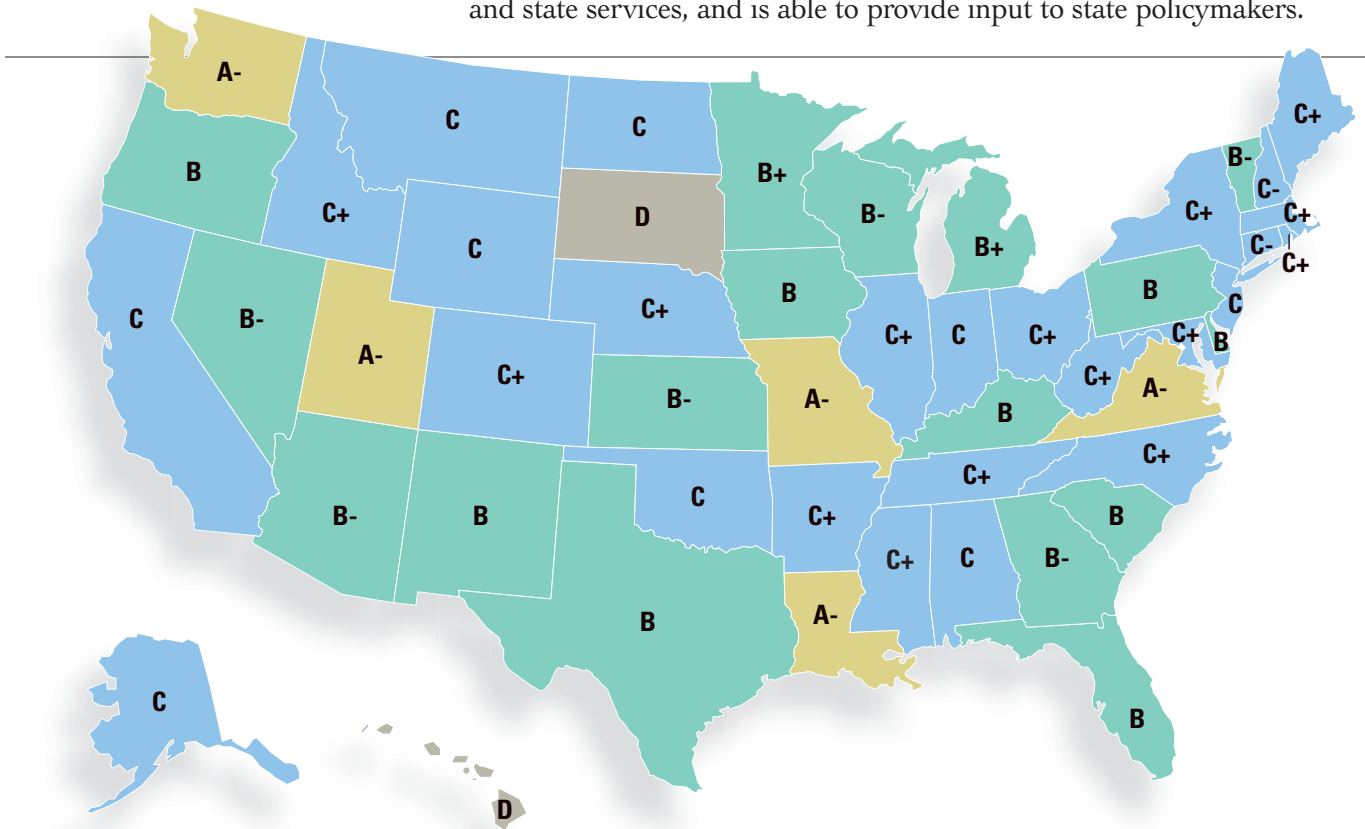 and state services, and is able to provide input to state policymakers.
A-
C
C
C+
B
B+
B-
C+
D
B-
C-
C+
C+
C
B+
C-
C+
C
B-
C+
B
B
C
A-
C+
C
C+
C+
B
C+
B-
A-
C+
A-
B
C+
C+
B-
B
C
C+
B
C+
C
B-
B
A-
C
B
D